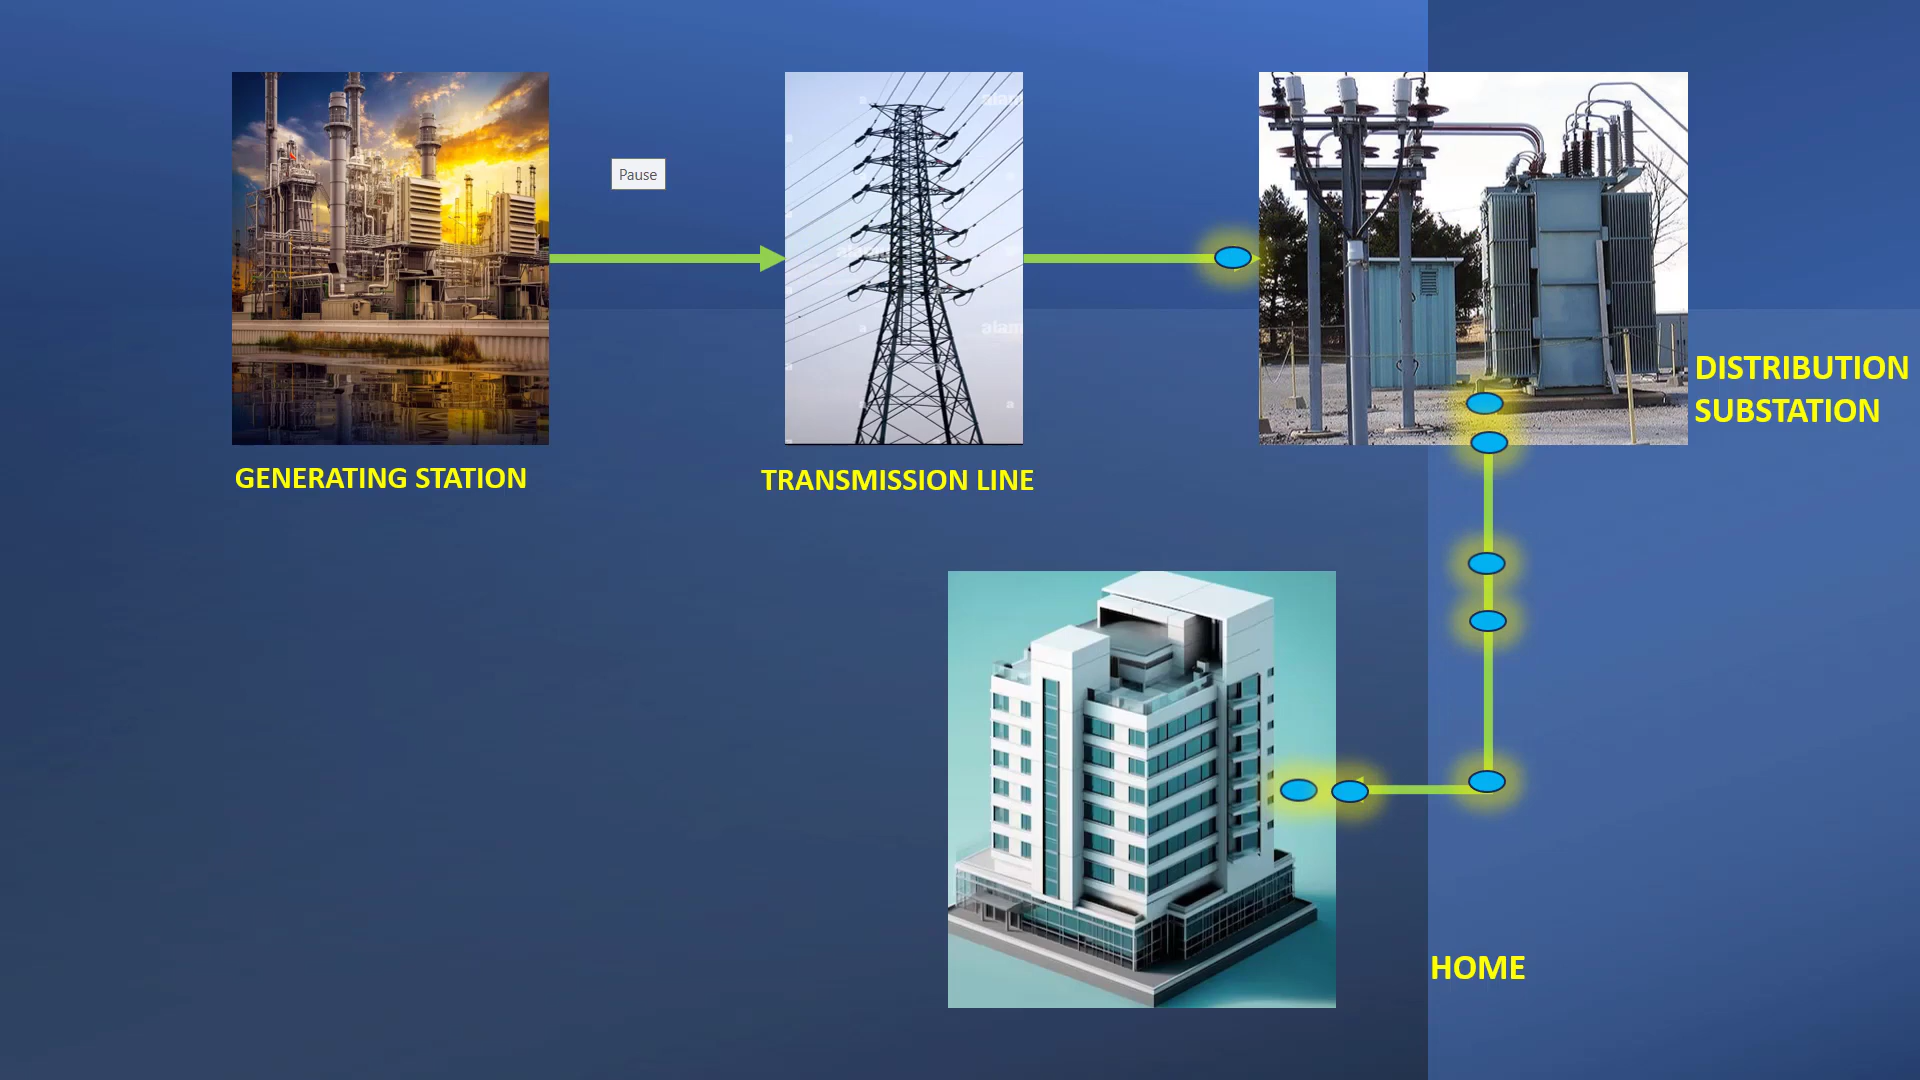 Pause
DISTRIBUTION
SUBSTATION
GENERATING STATION
TRANSMISSION LINE
HOME